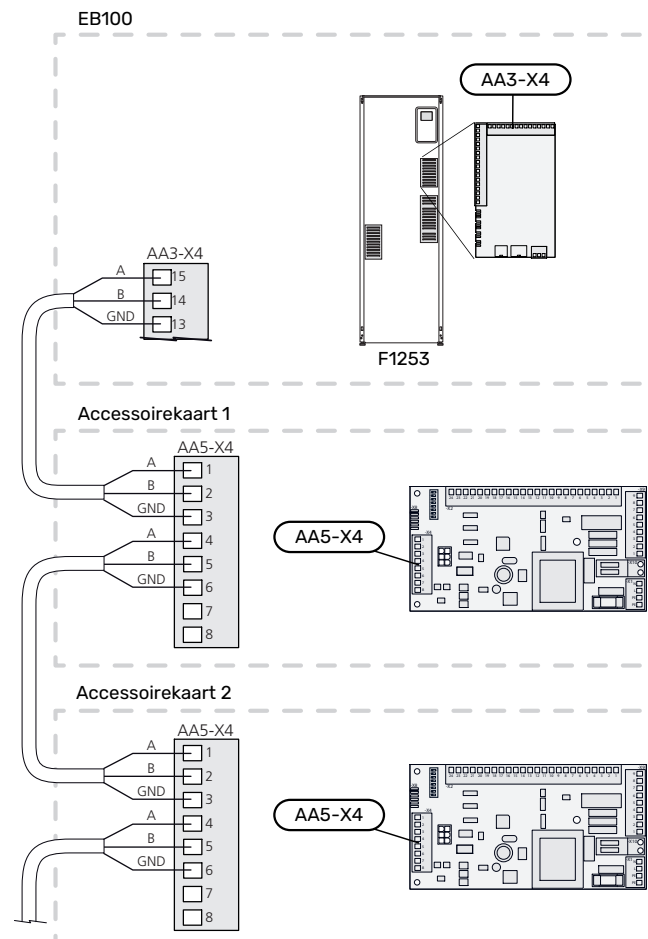 EB100
AA3-X4
AA3-X4
A 15
B 14
GND 13
F1253
Accessoirekaart 1
AA5-X4
A 1
B 2
GND 3
A 4
B 5
GND 6
7
8
AA5-X4
Accessoirekaart 2
AA5-X4
A 1
B 2
GND 3
A 4
B 5
GND 6
7
8
AA5-X4